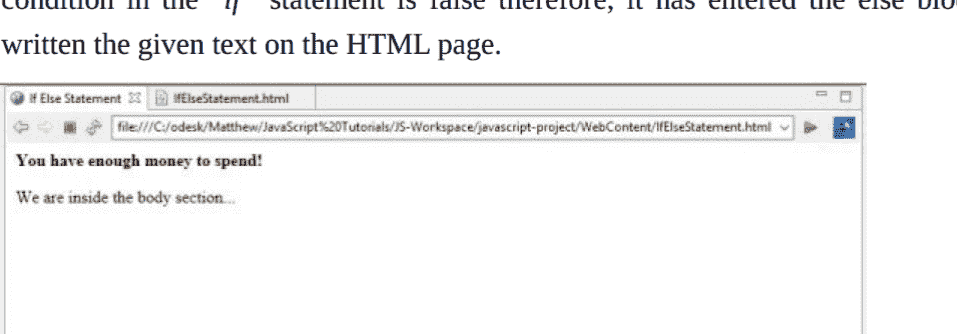 condition in the "if" statement is false therefore, it has entered the else
written the given text on the HTML page.
If Else Statement
IfElseStatement.html
file:///C:/odesk/Matthew/JavaScript%20Tutorials/JS-Workspace/javascript-project/WebContent/IfElseStatement.html
You have enough money to spend!
We are inside the body section...